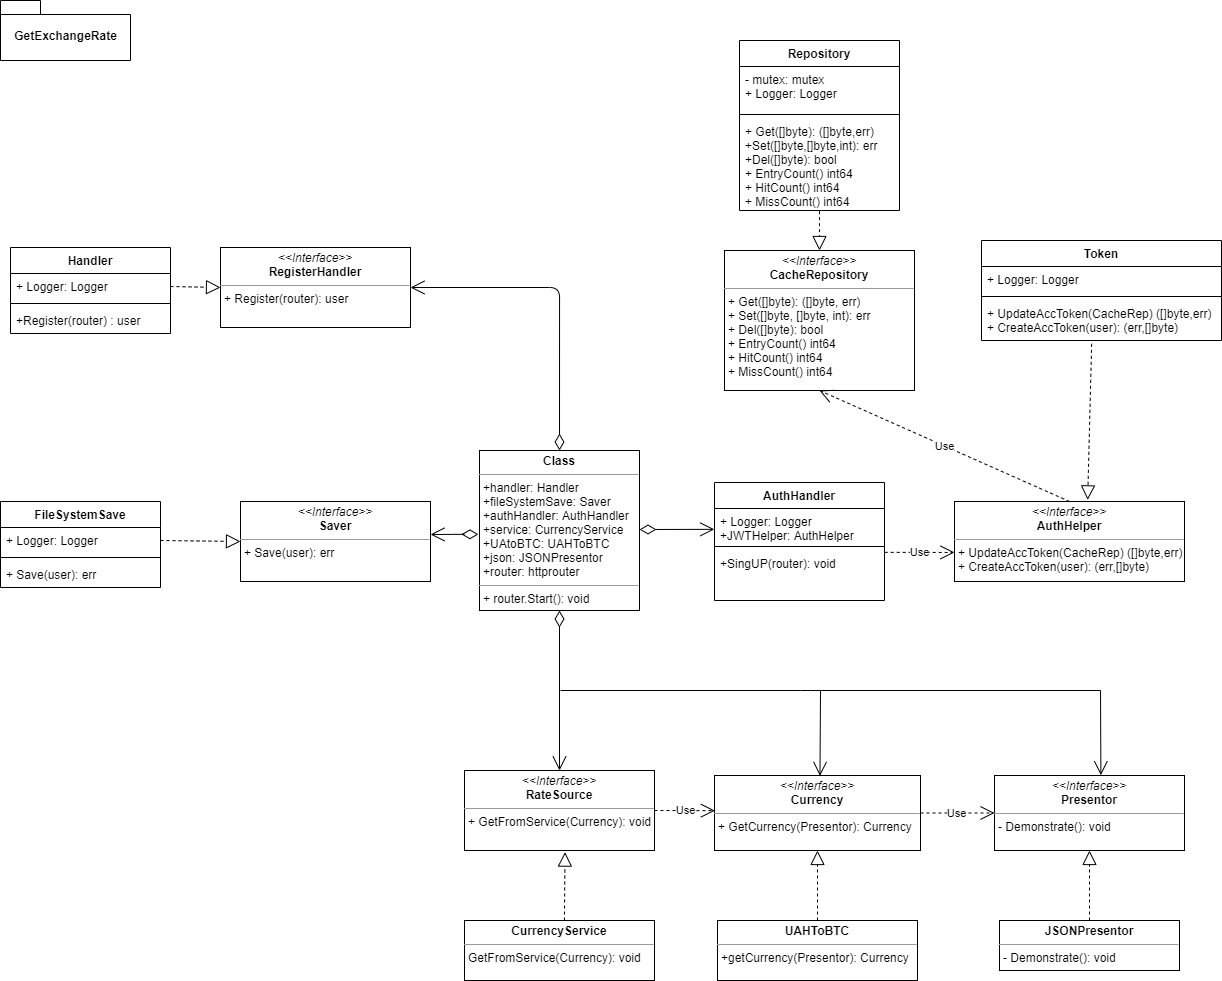 GetExchangeRate
Repository
- mutex: mutex
+ Logger: Logger
+ Get([]byte): ([]byte,err)
+Set([]byte,[]byte,int): err
+Del([]byte): bool
+ EntryCount() int64
+ HitCount() int64
+ MissCount() int64
Handler
+ Logger: Logger
+Register(router) : user
<<Interface>>
RegisterHandler
+ Register(router): user
<<Interface>>
CacheRepository
+ Get([]byte): ([]byte, err)
+ Set([]byte, []byte, int): err
+ Del([]byte): bool
+ EntryCount() int64
+ HitCount() int64
+ MissCount() int64
Token
+ Logger: Logger
+ UpdateAccToken(CacheRep) ([]byte,err)
+ CreateAccToken(user): (err,[]byte)
Use
FileSystemSave
+ Logger: Logger
+ Save(user): err
<<Interface>>
Saver
+ Save(user): err
Class
+handler: Handler
+fileSystemSave: Saver
+authHandler: AuthHandler
+service: CurrencyService
+UAtoBTC: UAHToBTC
+json: JSONPresentor
+router: httprouter
+ router.Start(): void
AuthHandler
+ Logger: Logger
+JWTHelper: AuthHelper
+SingUP(router): void
Use
<<Interface>>
AuthHelper
+ UpdateAccToken(CacheRep) ([]byte,err)
+ CreateAccToken(user): (err,[]byte)
<<Interface>>
RateSource
+ GetFromService(Currency): void
Use
<<Interface>>
Currency
+ GetCurrency(Presentor): Currency
Use
<<Interface>>
Presentor
- Demonstrate(): void
CurrencyService
GetFromService(Currency): void
UAHToBTC
+getCurrency(Presentor): Currency
JSONPresentor
- Demonstrate(): void